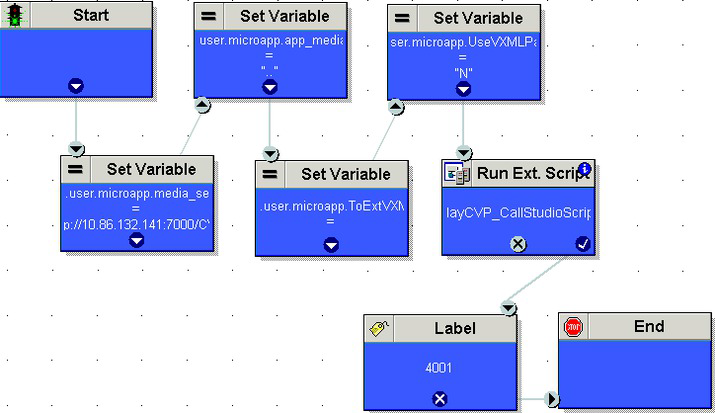 Start
Set Variable
user.microapp.app_media
=
".."
Set Variable
ser.microapp.UseVXMLPa
=
"N"
Set Variable
.user.microapp.media_se
=
p://10.86.132.141:7000/C
Set Variable
.user.microapp.ToExtVXM
=
Run Ext. Script
layCVP_CallStudioScrip
Label
4001
STOP
End